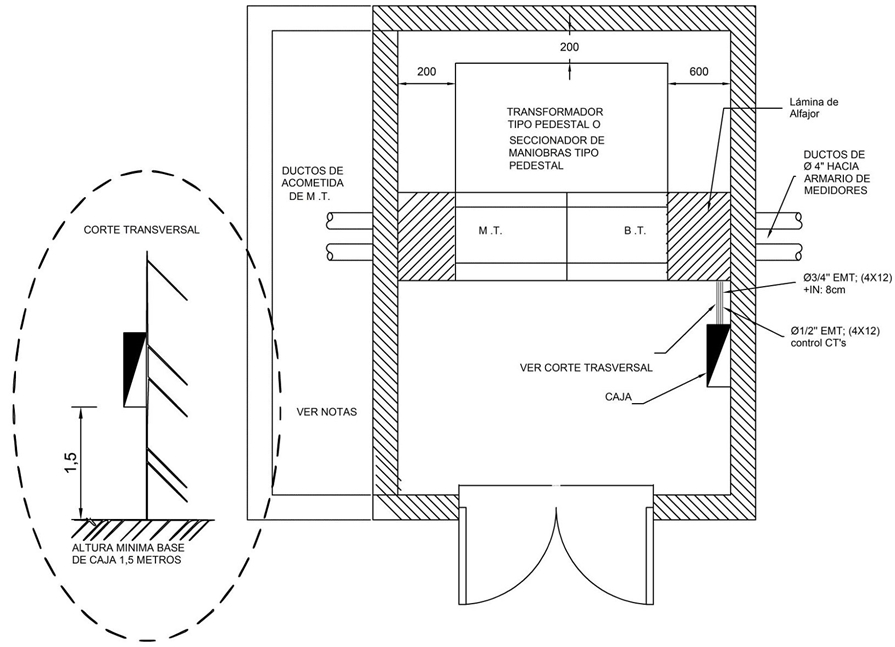 200
200
600
TRANSFORMADOR
TIPO PEDESTAL O
SECCIONADOR DE
MANIOBRAS TIPO
PEDESTAL
Lámina de
Alfajor
DUCTOS DE
Ø 4" HACIA
ARMARIO DE
MEDIDORES
DUCTOS DE
ACOMETIDA
DE M .T.
CORTE TRANSVERSAL
M .T.
B .T.
Ø3/4" EMT; (4X12)
+IN: 8cm
Ø1/2" EMT; (4X12)
control CT's
VER CORTE TRASVERSAL
CAJA
VER NOTAS
1,5
ALTURA MINIMA BASE
DE CAJA 1,5 METROS